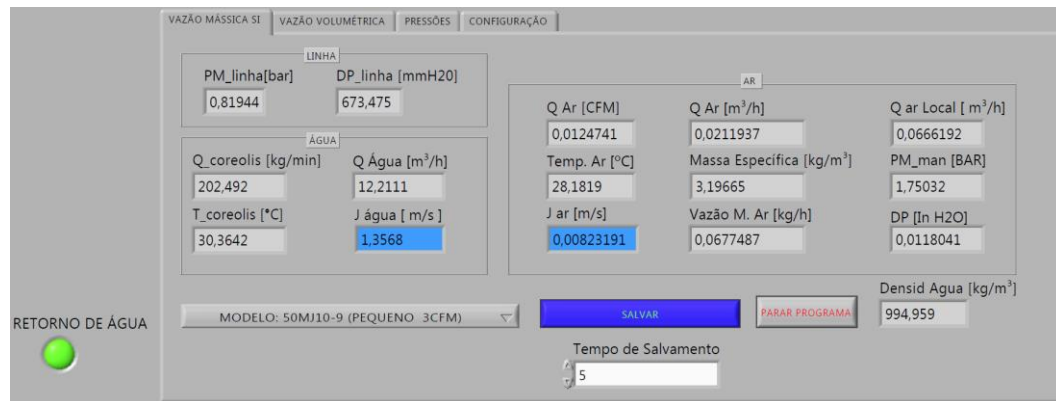 VAZÃO MÁSSICA SI VAZÃO VOLUMÉTRICA PRESSÕES CONFIGURAÇÃO
LINHA
PM_linha[bar] DP_linha [mmH20]
0,81944 673,475
ÁGUA
Q_coreolis [kg/min] Q Água [m³/h]
202,492 12,2111
T_coreolis [°C] J água [ m/s ]
30,3642 1,3568
AR
Q Ar [CFM] Q Ar [m³/h] Q ar Local [ m³/h]
0,0124741 0,0211937 0,0666192
Temp. Ar [ºC] Massa Específica [kg/m³] PM_man [BAR]
28,1819 3,19665 1,75032
J ar [m/s] Vazão M. Ar [kg/h] DP [In H2O]
0,00823191 0,0677487 0,0118041
Densid Agua [kg/m³]
994,959
RETORNO DE ÁGUA
MODELO: 50MJ10-9 (PEQUENO 3CFM)
SALVAR
PARAR PROGRAMA
Tempo de Salvamento
5